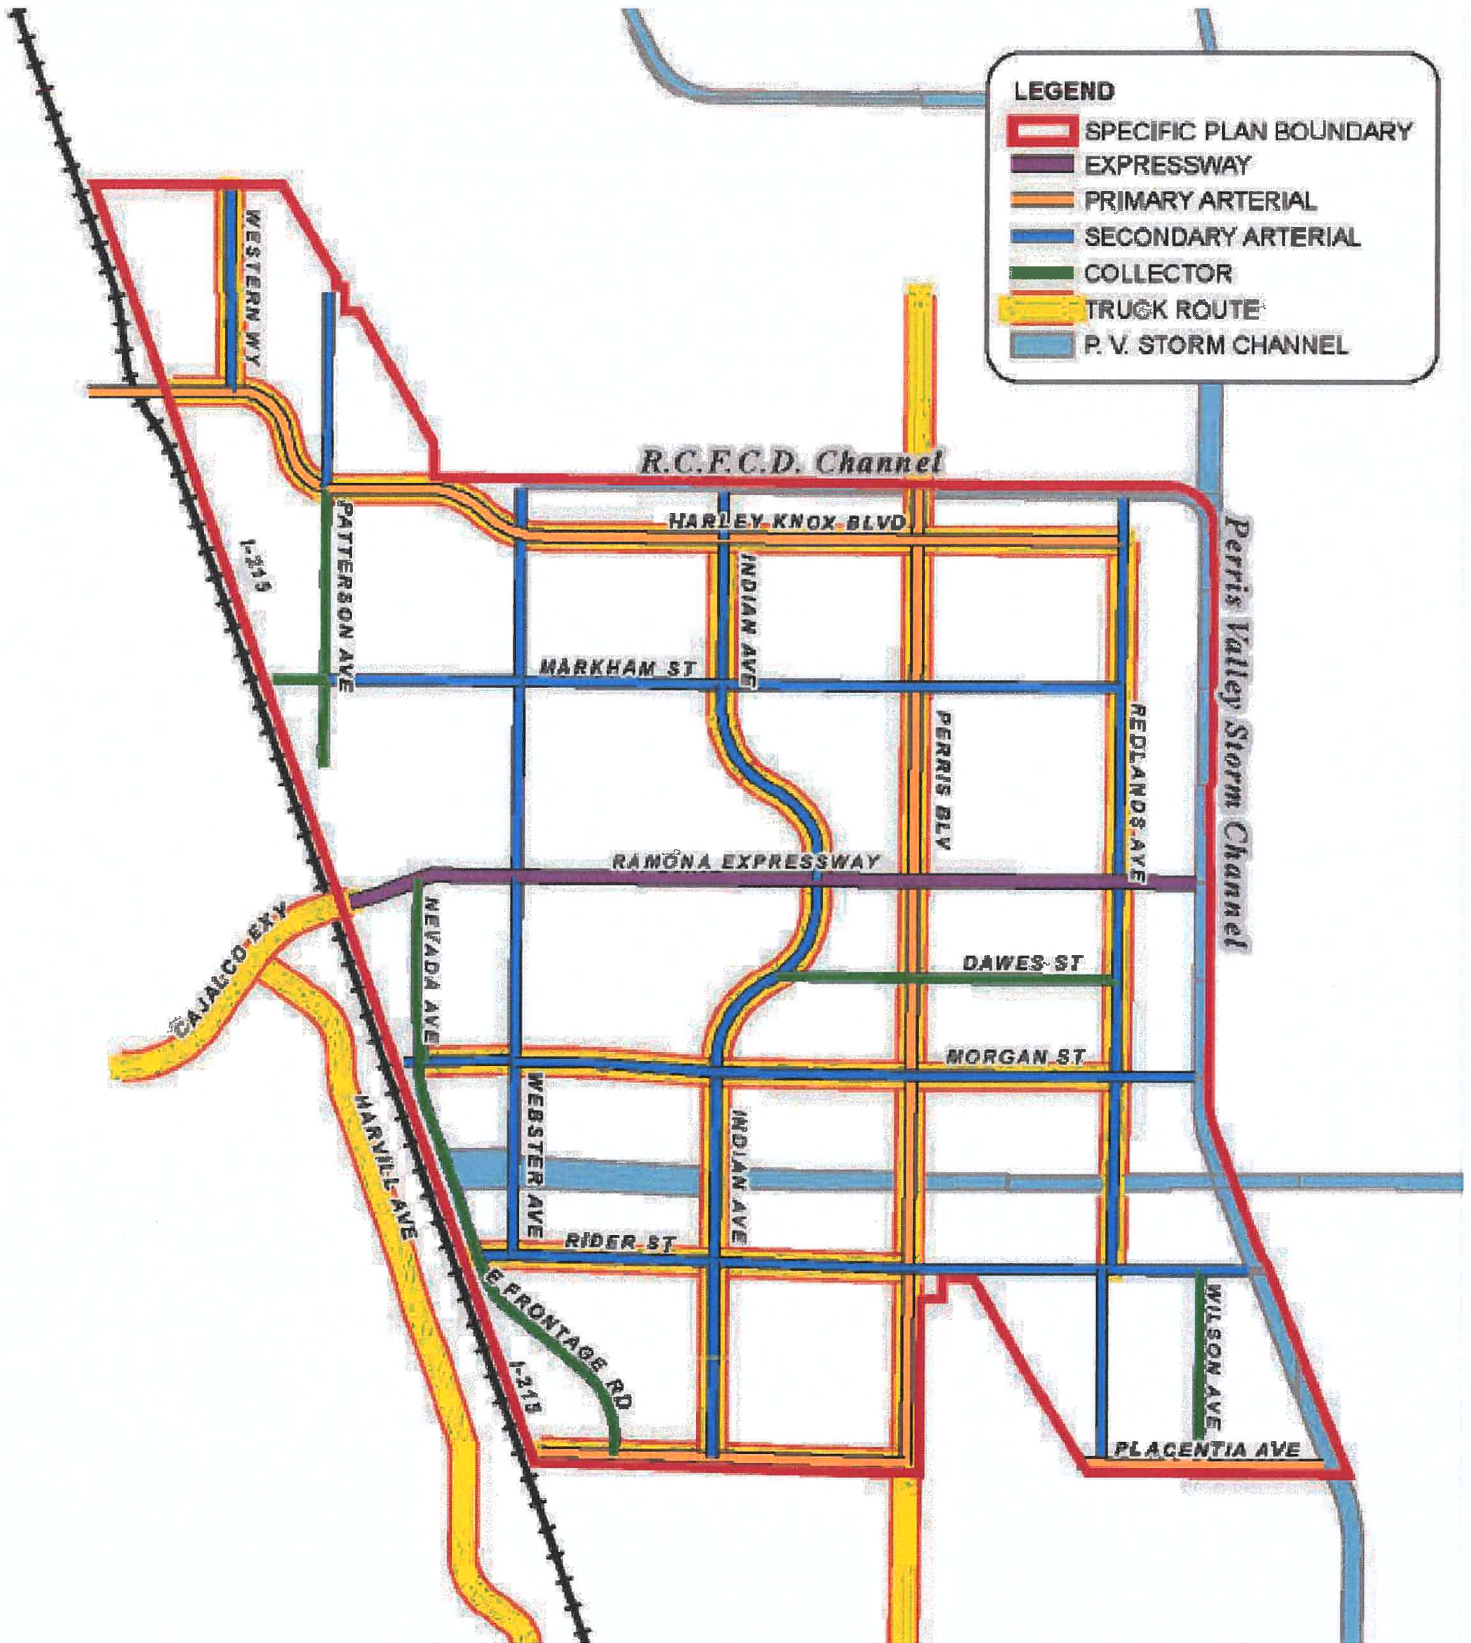 LEGEND
SPECIFIC PLAN BOUNDARY
EXPRESSWAY
PRIMARY ARTERIAL
SECONDARY ARTERIAL
COLLECTOR
TRUCK ROUTE
P. V. STORM CHANNEL
WESTERN WY
R.C.F.C.D. Channel
HARLEY KNOX BLVD
PATTERSON AVE
I-215
INDIAN AVE
Perris Valley Storm Channel
MARKHAM ST
PERRIS BLV
REDLANDS AVE
RAMONA EXPRESSWAY
CAJALCO EXY
NEVADA AVE
DAWES ST
MORGAN ST
HARVILL AVE
WEBSTER AVE
INDIAN AVE
RIDER ST
E FRONTAGE RD
I-215
WILSON AVE
PLACENTIA AVE